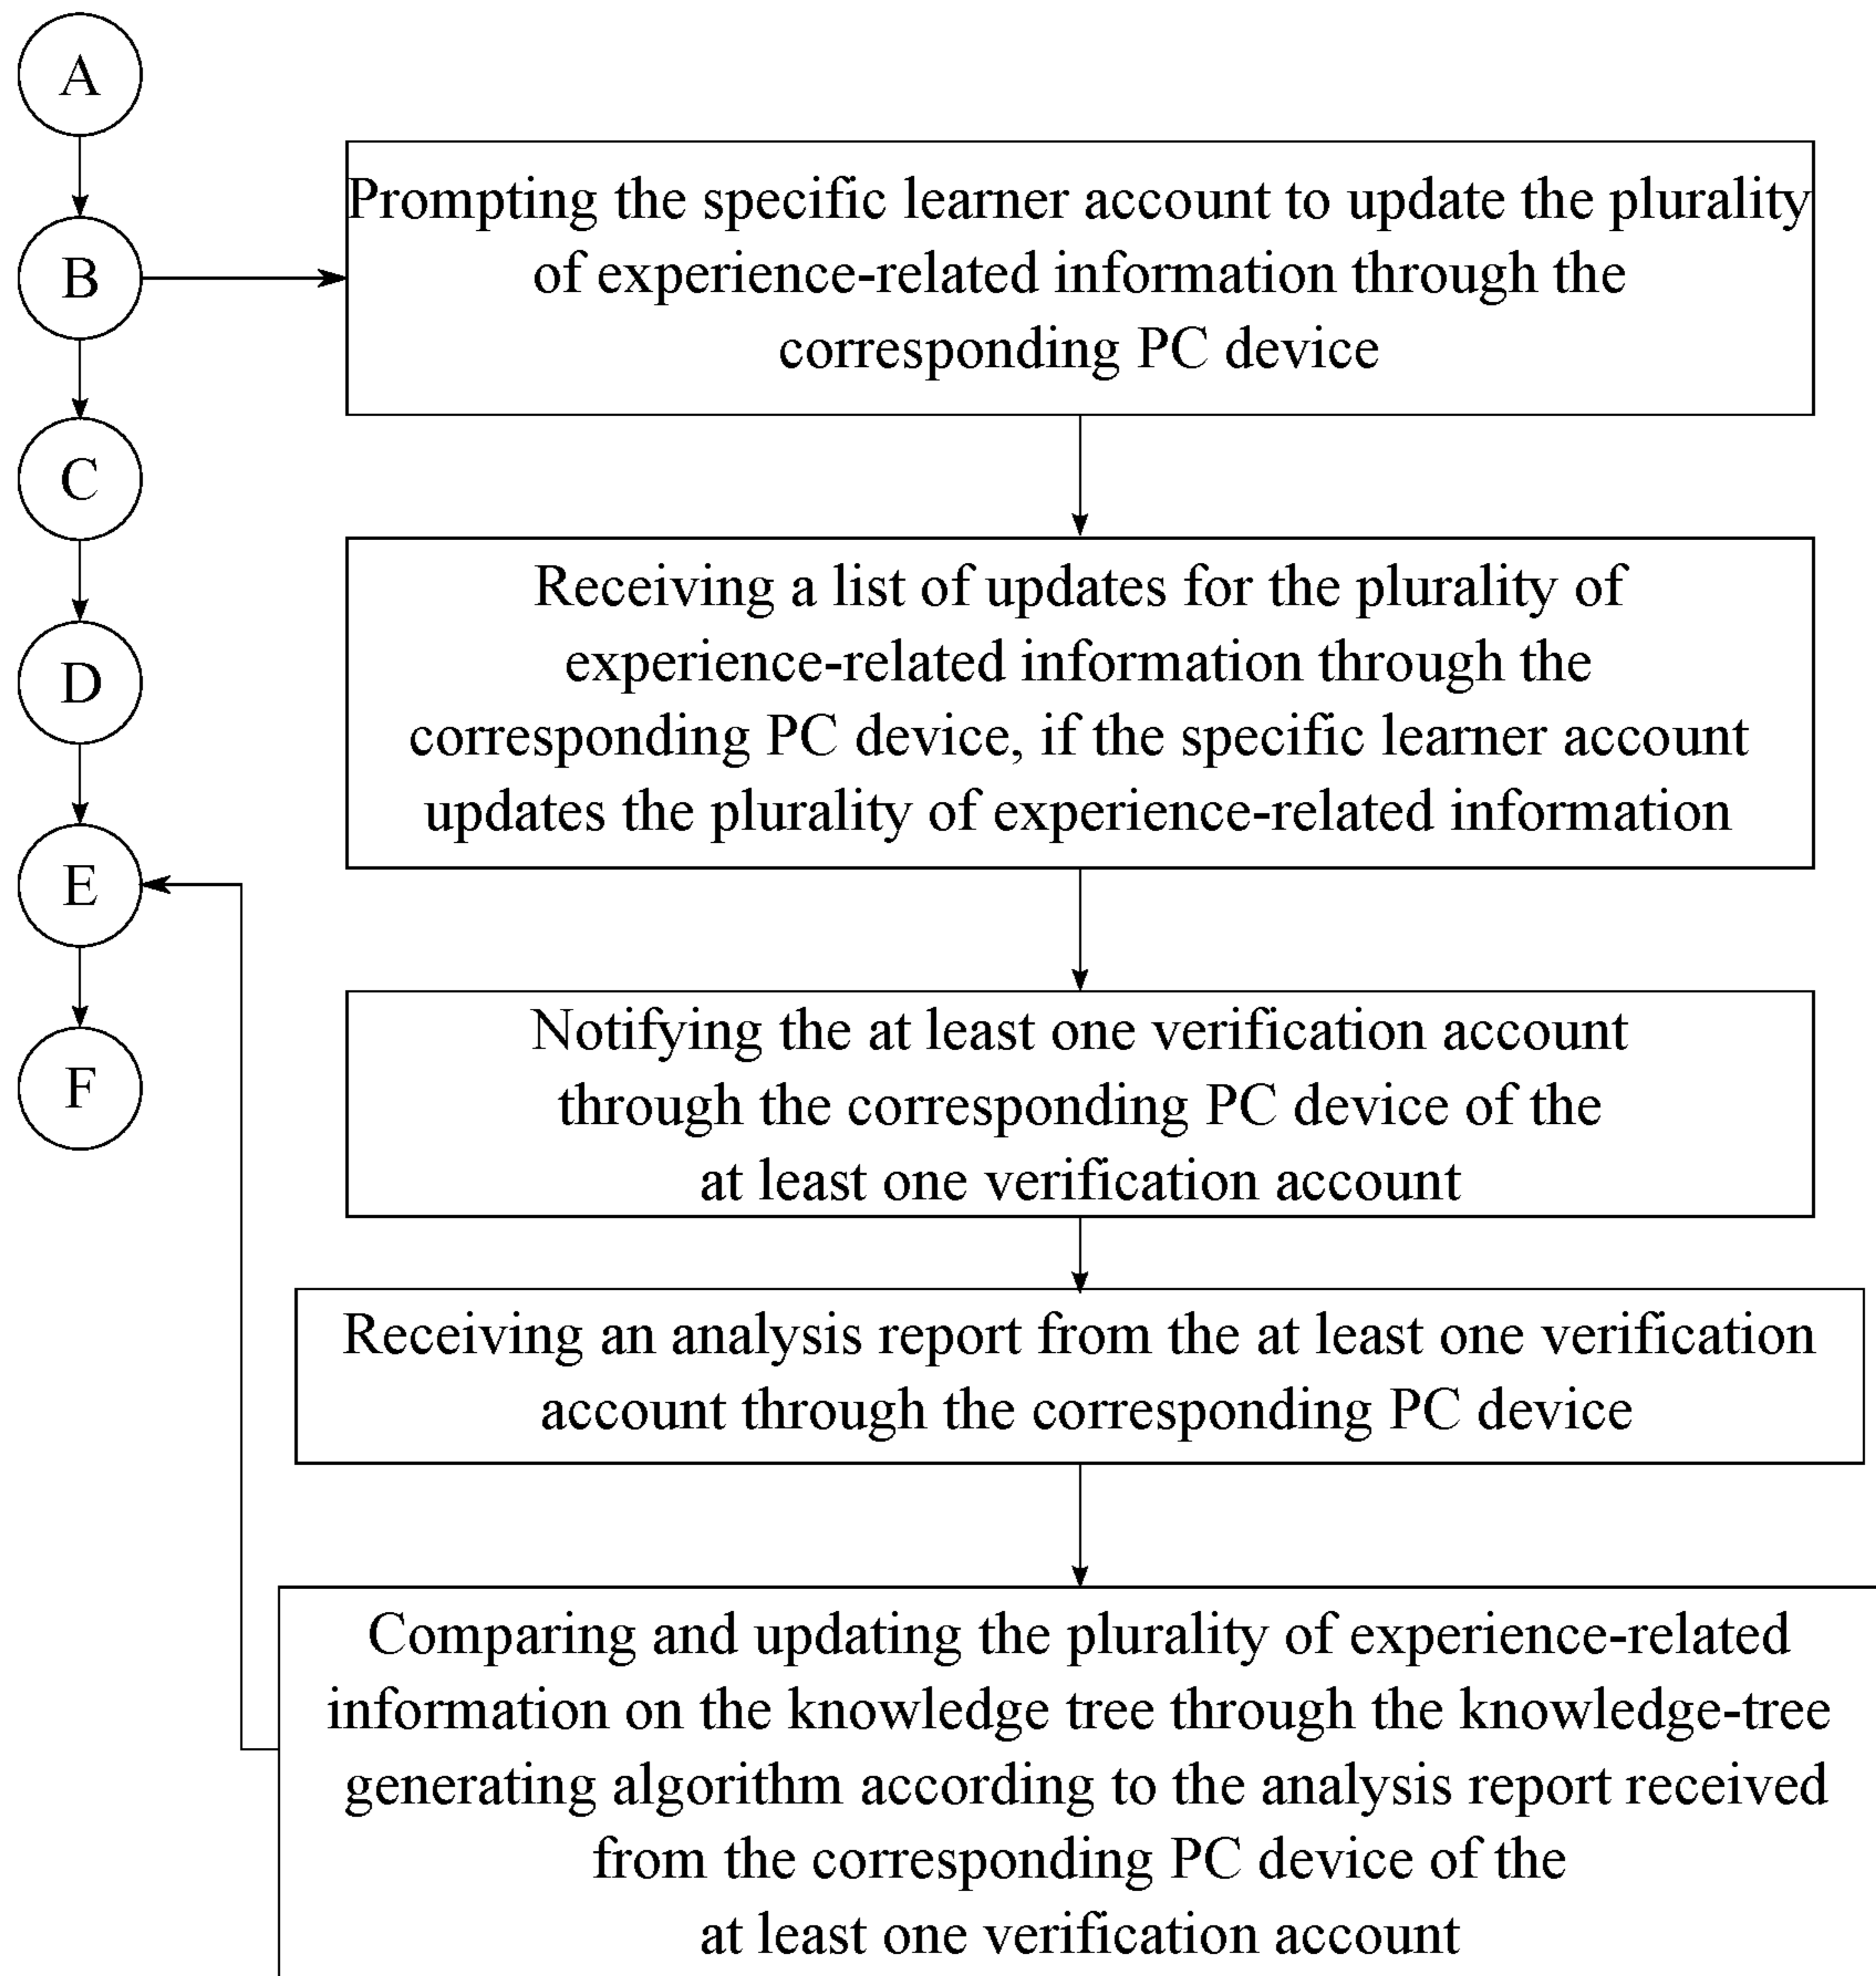 A
B
C
D
E
F
Prompting the specific learner account to update the plurality
of experience-related information through the
corresponding PC device
Receiving a list of updates for the plurality of
experience-related information through the
corresponding PC device, if the specific learner account
updates the plurality of experience-related information
Notifying the at least one verification account
through the corresponding PC device of the
at least one verification account
Receiving an analysis report from the at least one verification
account through the corresponding PC device
Comparing and updating the plurality of experience-related
information on the knowledge tree through the knowledge-tree
generating algorithm according to the analysis report received
from the corresponding PC device of the
at least one verification account